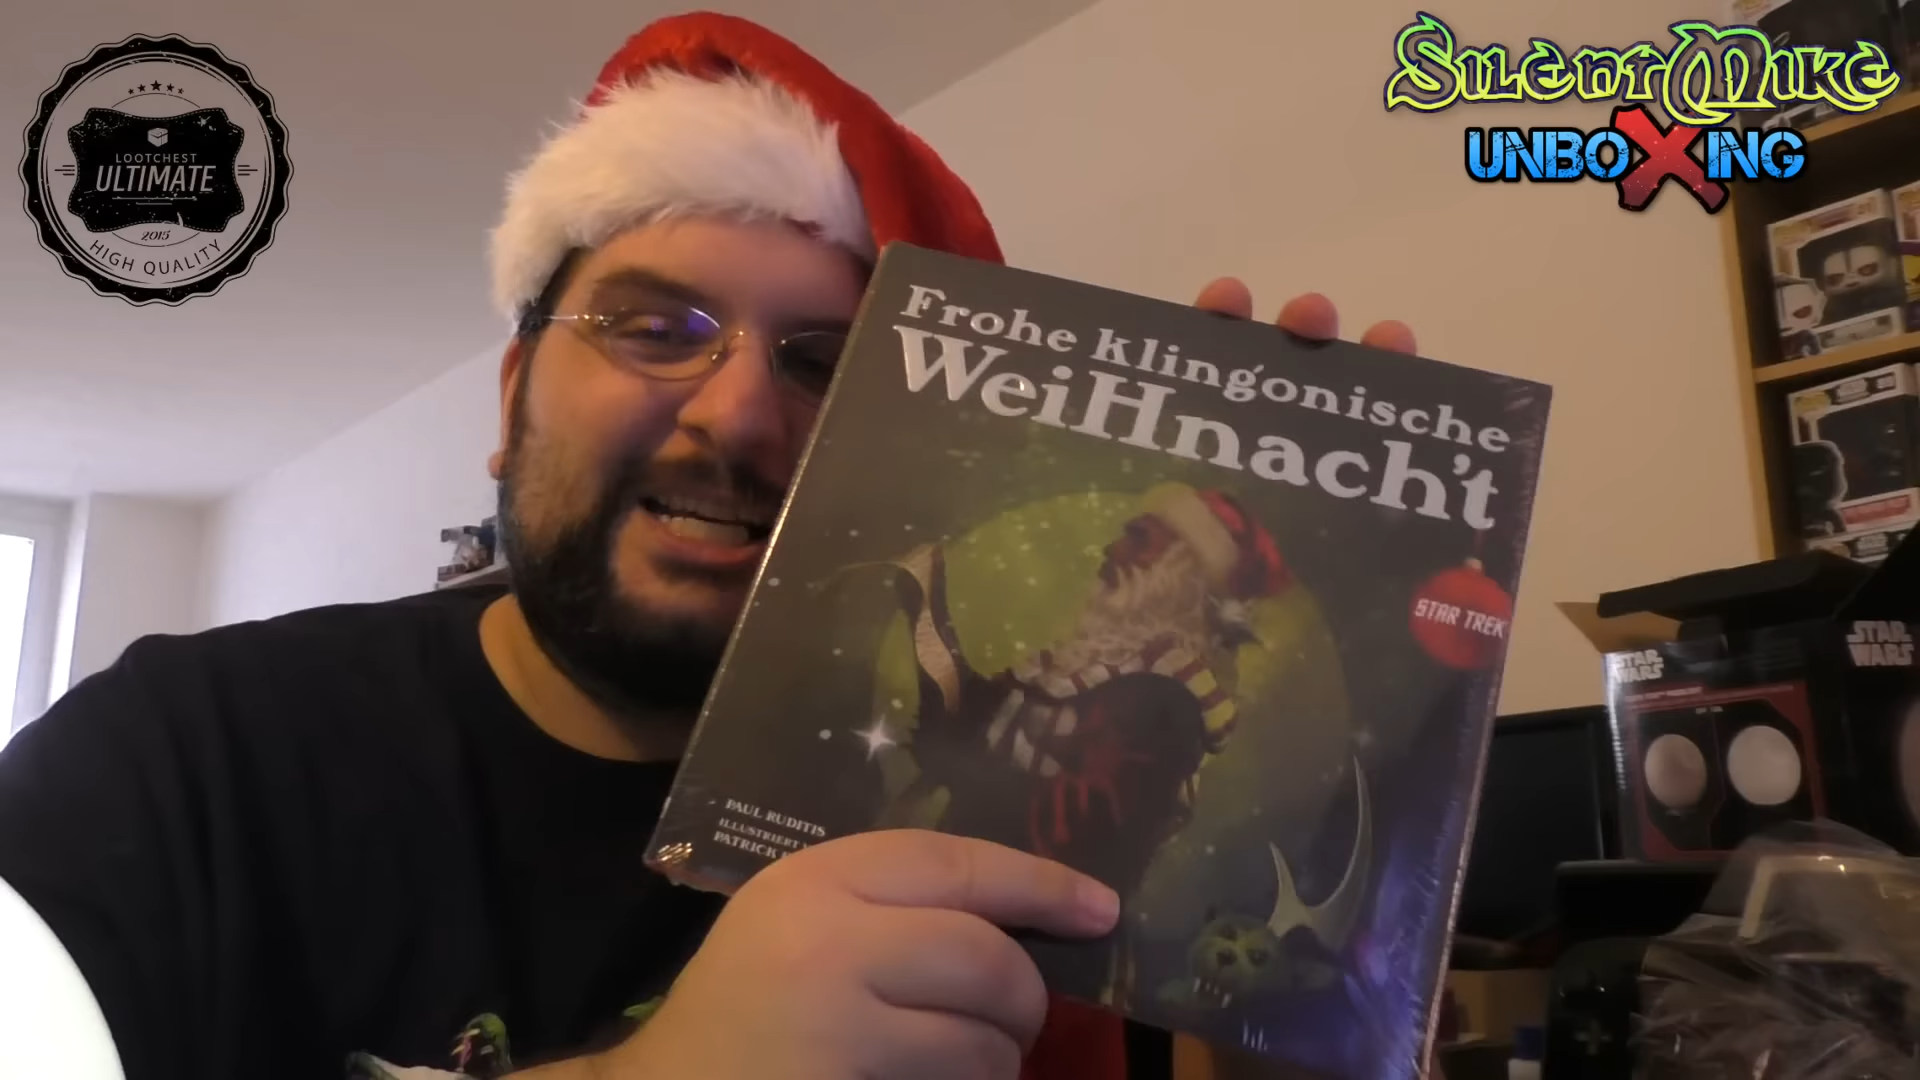 LOOTCHEST
ULTIMATE
2015
HIGH QUALITY
SilentMike
UNBOXING
Frohe klingonische
WeiHnach't
STAR TREK
PAUL RUDITIS
ILLUSTRIERT
PATRICK
STAR
WARS
STAR
WARS